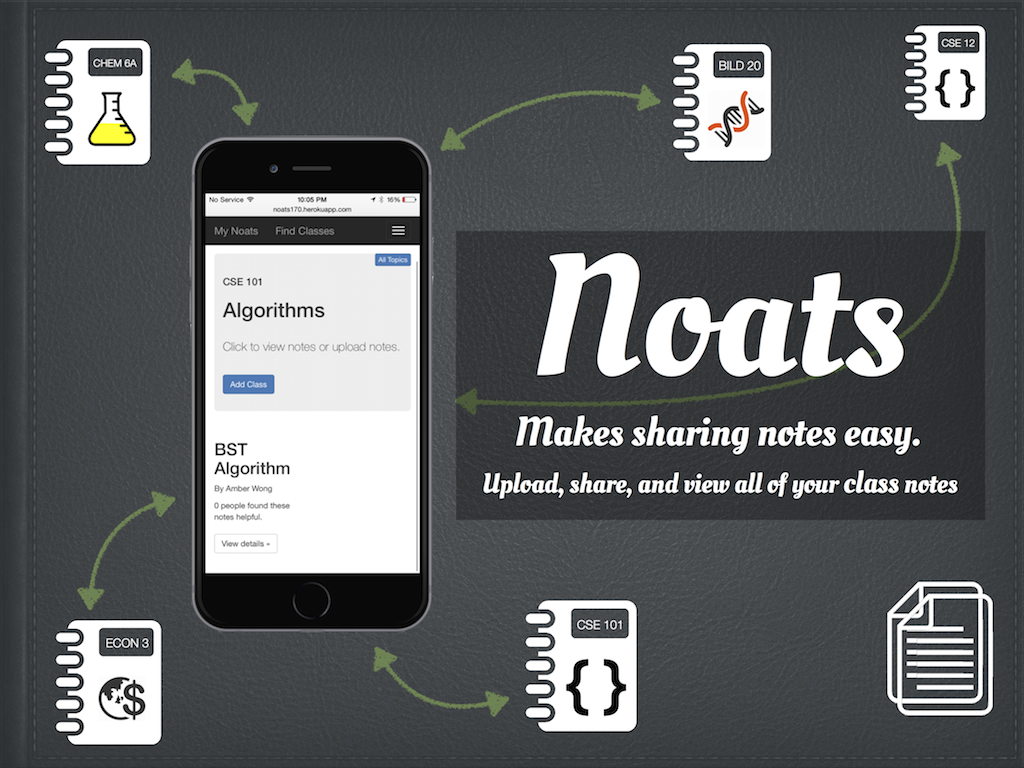 CHEM 6A
BILD 20
CSE 12
{ }
No Service 10:05 PM 16%
noats170.herokuapp.com
My Noats Find Classes
All Topics
CSE 101
Algorithms
Click to view notes or upload notes.
Add Class
BST
Algorithm
By Amber Wong
0 people found these
notes helpful.
View details »
Noats
Makes sharing notes easy.
Upload, share, and view all of your class notes
ECON 3
$
CSE 101
{ }